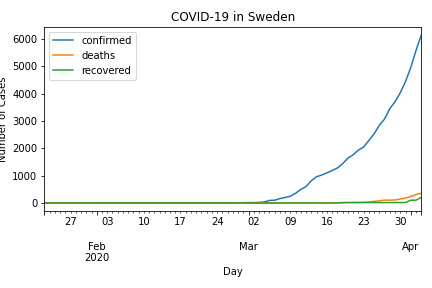 COVID-19 in Sweden
confirmed
deaths
recovered
Number of Cases
6000
5000
4000
3000
2000
1000
0
27 03 10 17 24 02 09 16 23 30
Feb Mar Apr
2020
Day